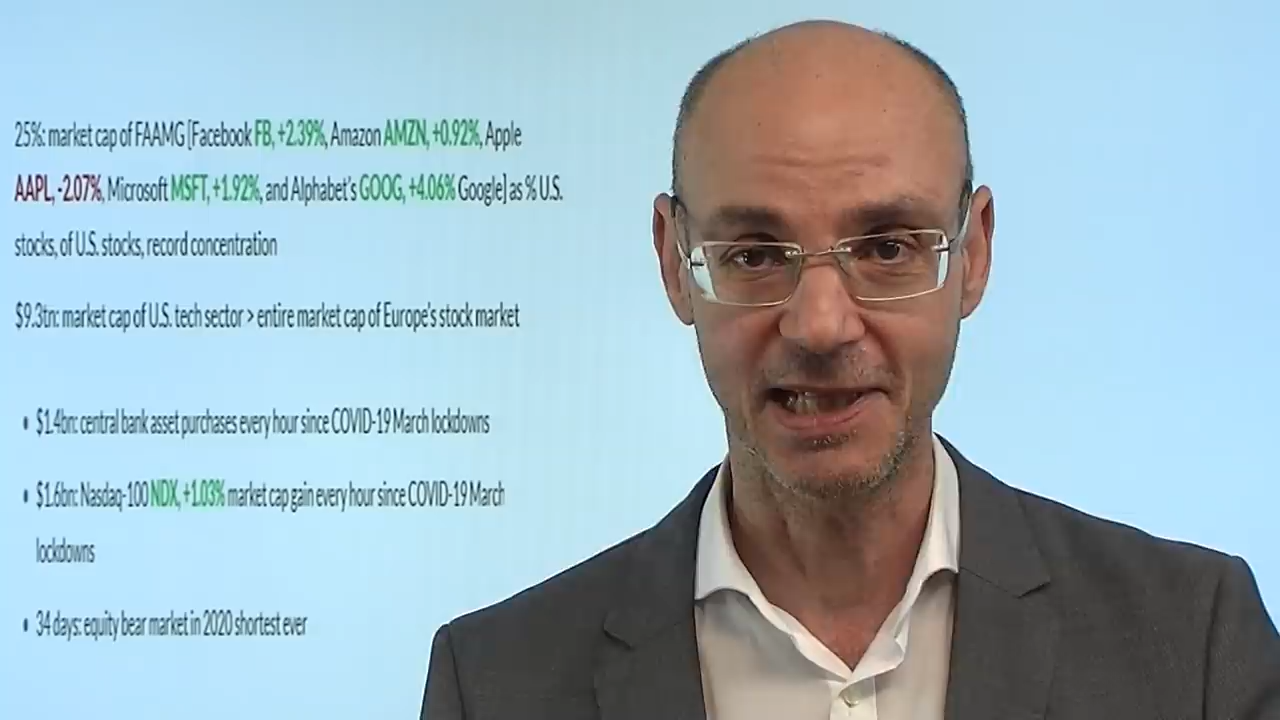 25%: market cap of FAAMG [Facebook FB, +2.39%, Amazon AMZN, +0.92%, Apple
AAPL, -2.07%, Microsoft MSFT, +1.92%, and Alphabet's GOOG, +4.06% Google] as % U.S.
stocks, of U.S. stocks, record concentration
$9.3tn: market cap of U.S. tech sector > entire market cap of Europe's stock market
• $1.4bn: central bank asset purchases every hour since COVID-19 March lockdowns
• $1.6bn: Nasdaq-100 NDX, +1.03% market cap gain every hour since COVID-19 March
lockdowns
• 34 days: equity bear market in 2020 shortest ever